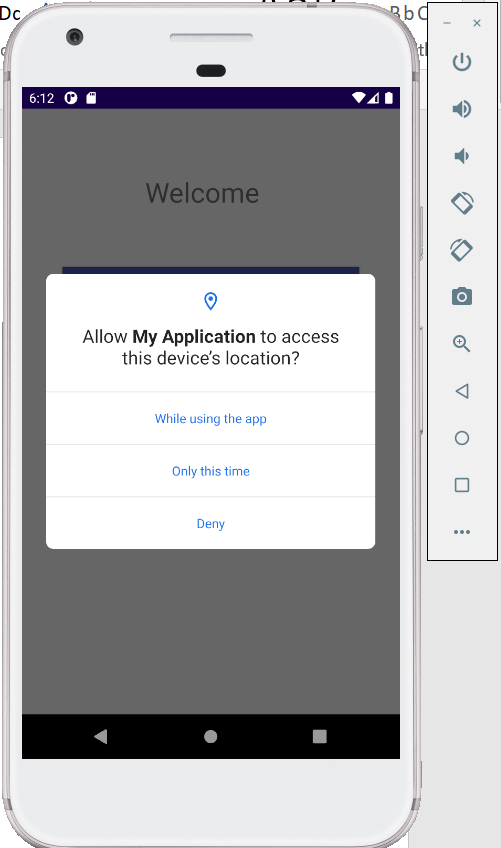 6:12
Welcome
Allow My Application to access
this device's location?
While using the app
Only this time
Deny